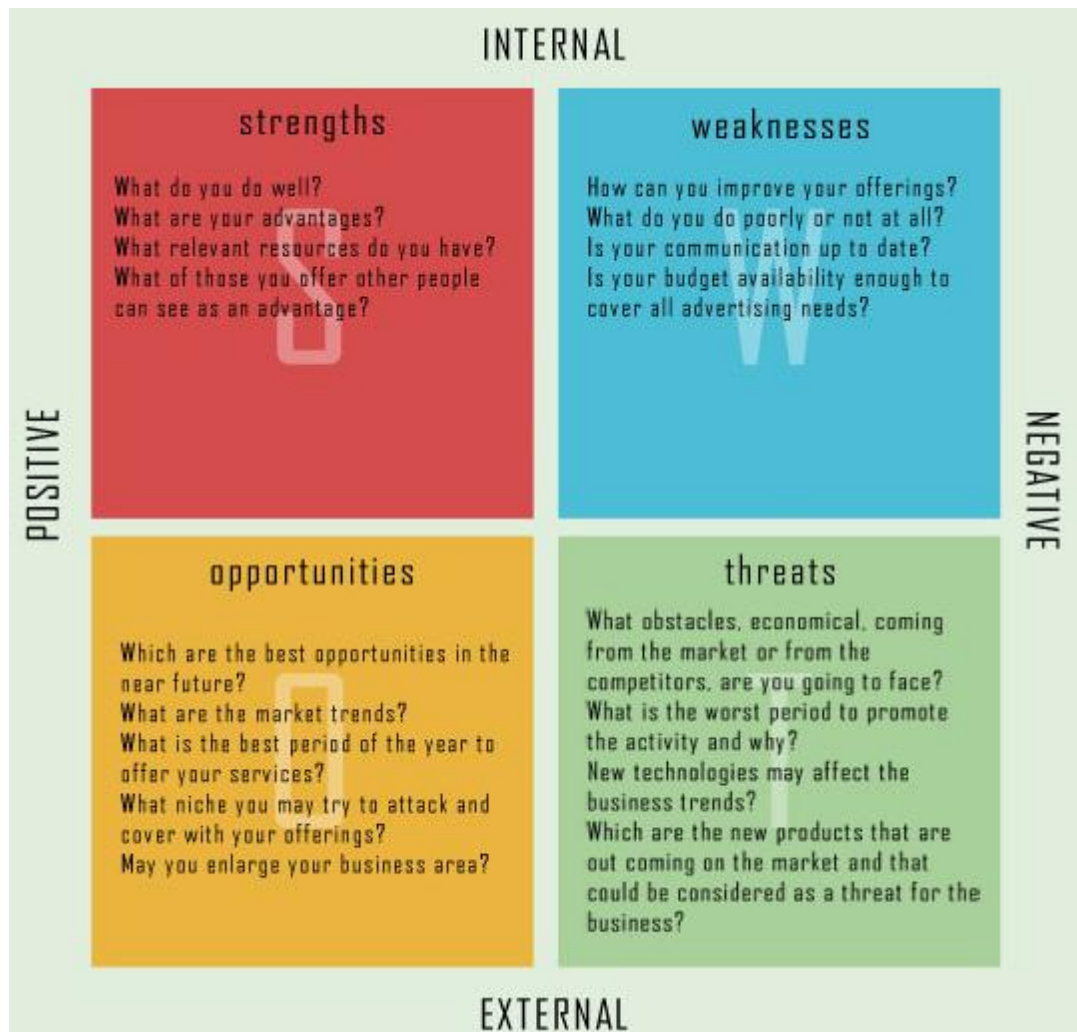 INTERNAL
strengths
What do you do well?
What are your advantages?
What relevant resources do you have?
What of those you offer other people
can see as an advantage?
S
weaknesses
How can you improve your offerings?
What do you do poorly or not at all?
Is your communication up to date?
Is your budget availability enough to
cover all advertising needs?
W
POSITIVE
NEGATIVE
opportunities
Which are the best opportunities in the
near future?
What are the market trends?
What is the best period of the year to
offer your services?
What niche you may try to attack and
cover with your offerings?
May you enlarge your business area?
O
threats
What obstacles, economical, coming
from the market or from the
competitors, are you going to face?
What is the worst period to promote
the activity and why?
New technologies may affect the
business trends?
Which are the new products that are
out coming on the market and that
could be considered as a threat for the
business?
T
EXTERNAL